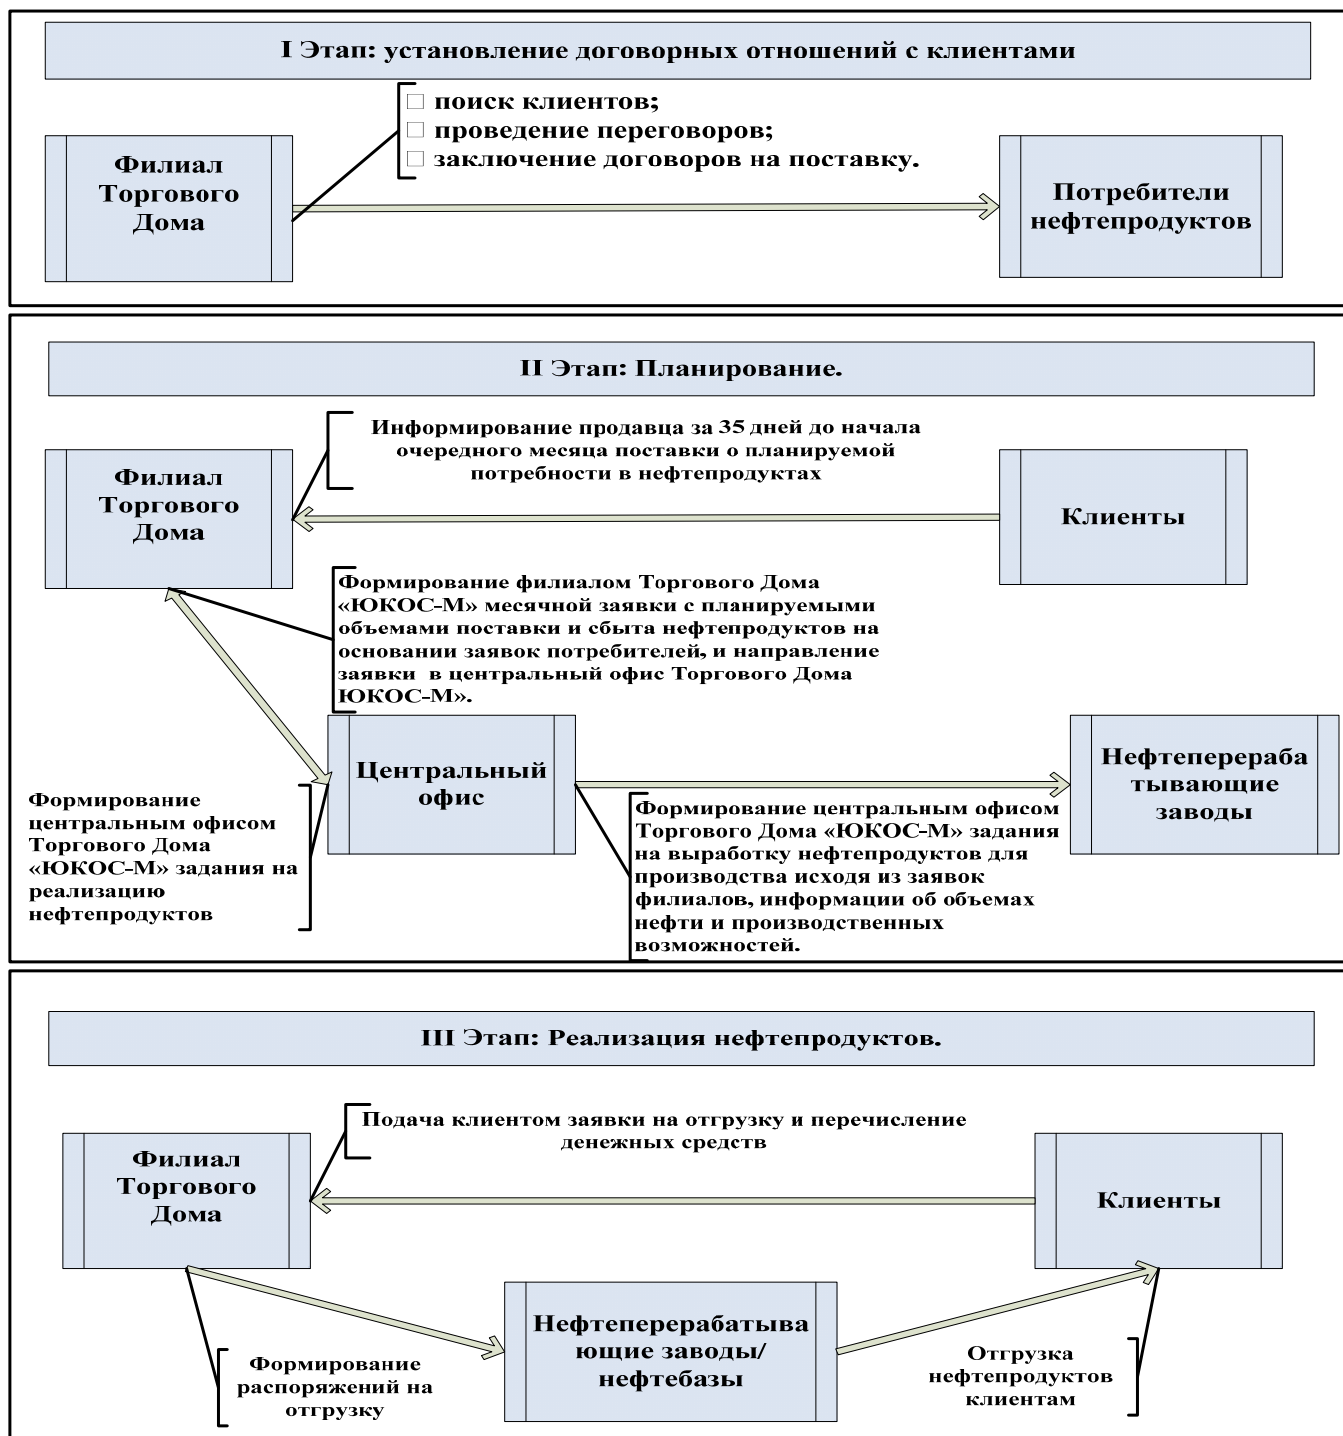 I Этап: установление договорных отношений с клиентами
□ поиск клиентов;
□ проведение переговоров;
□ заключение договоров на поставку.
Филиал
Торгового
Дома
Потребители
нефтепродуктов
II Этап: Планирование.
Информирование продавца за 35 дней до начала
очередного месяца поставки о планируемой
потребности в нефтепродуктах
Филиал
Торгового
Дома
Клиенты
Формирование филиалом Торгового Дома
«ЮКОС-М» месячной заявки с планируемыми
объемами поставки и сбыта нефтепродуктов на
основании заявок потребителей, и направление
заявки в центральный офис Торгового Дома
ЮКОС-М».
Центральный
офис
Нефтеперераба
тывающие
заводы
Формирование
центральным офисом
Торгового Дома
«ЮКОС-М» задания на
реализацию
нефтепродуктов
Формирование центральным офисом
Торгового Дома «ЮКОС-М» задания
на выработку нефтепродуктов для
производства исходя из заявок
филиалов, информации об объемах
нефти и производственных
возможностей.
III Этап: Реализация нефтепродуктов.
Подача клиентом заявки на отгрузку и перечисление
денежных средств
Филиал
Торгового
Дома
Клиенты
Нефтеперерабатыва
ющие заводы/
нефтебазы
Формирование
распоряжений на
отгрузку
Отгрузка
нефтепродуктов
клиентам